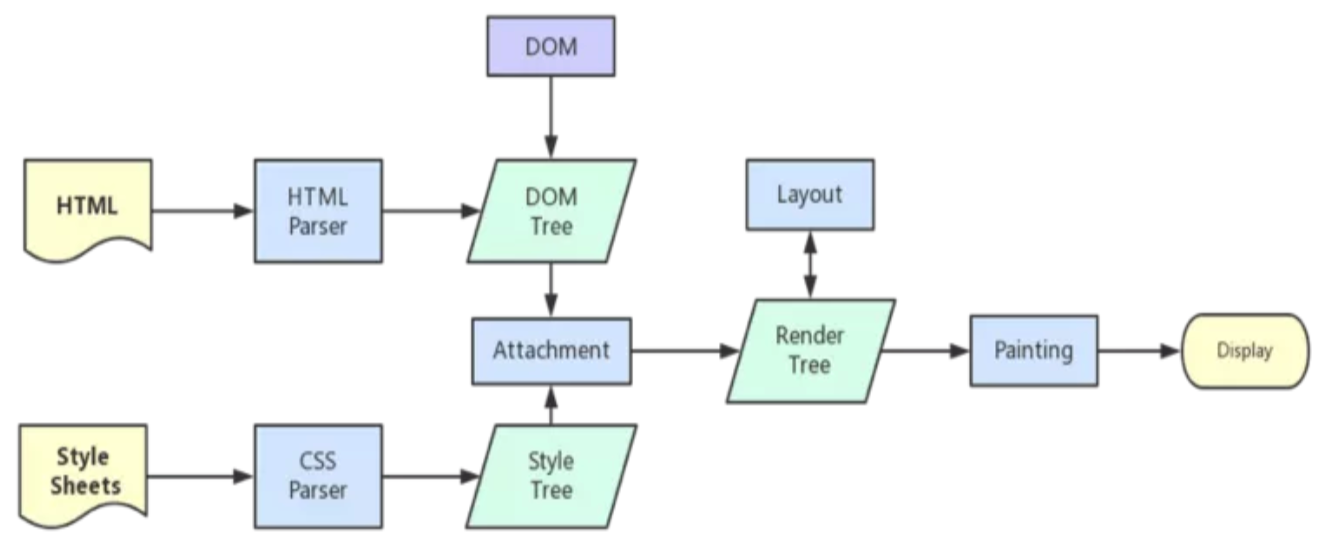 DOM
HTML
HTML
Parser
DOM
Tree
Layout
Attachment
Render
Tree
Painting
Display
Style
Sheets
CSS
Parser
Style
Tree